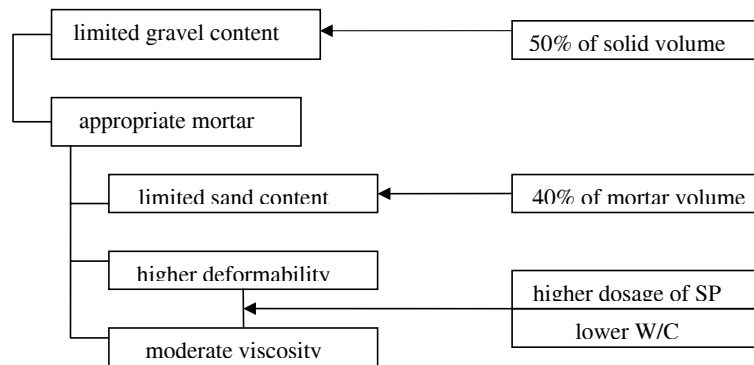 limited gravel content
50% of solid volume
appropriate mortar
limited sand content
40% of mortar volume
higher deformability
higher dosage of SP
lower W/C
moderate viscosity